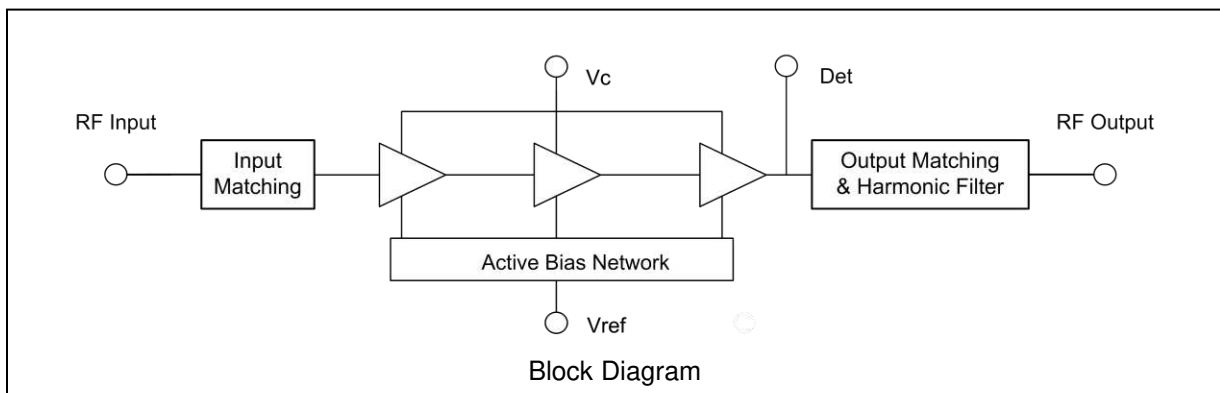 Vc
Det
RF Input
RF Output
Input
Matching
Output Matching
& Harmonic Filter
Active Bias Network
Vref
Block Diagram